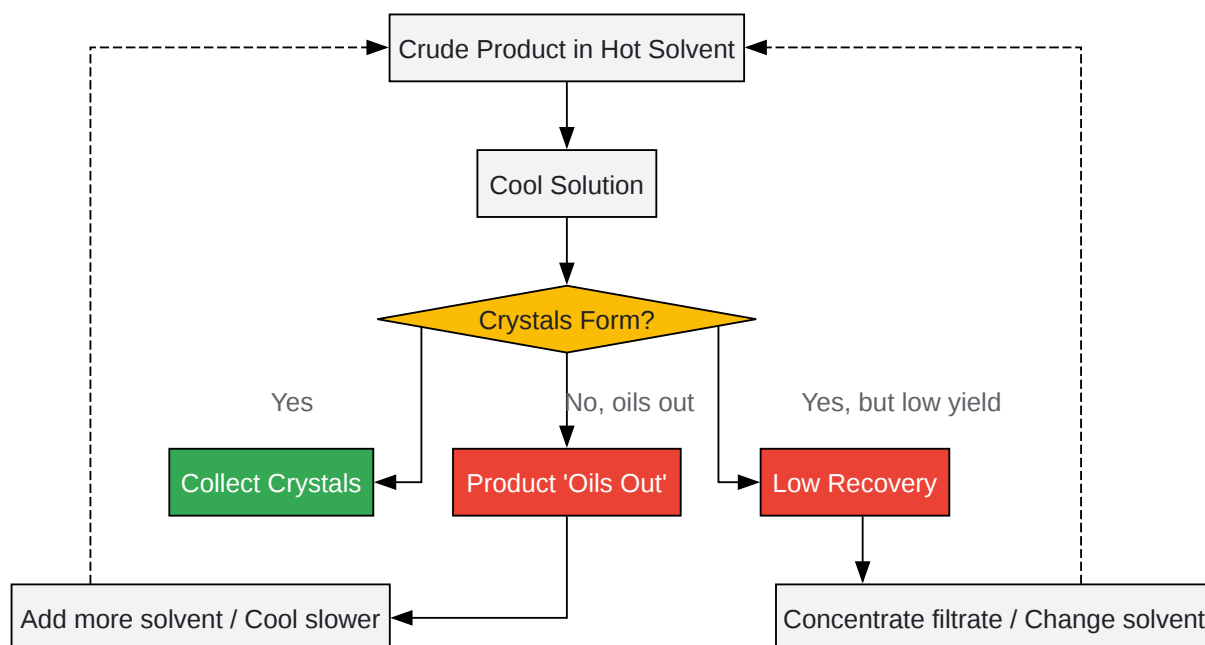 Crude Product in Hot Solvent
Cool Solution
Crystals Form?
Yes
No, oils out
Yes, but low yield
Collect Crystals
Product 'Oils Out'
Low Recovery
Add more solvent / Cool slower
Concentrate filtrate / Change solvent